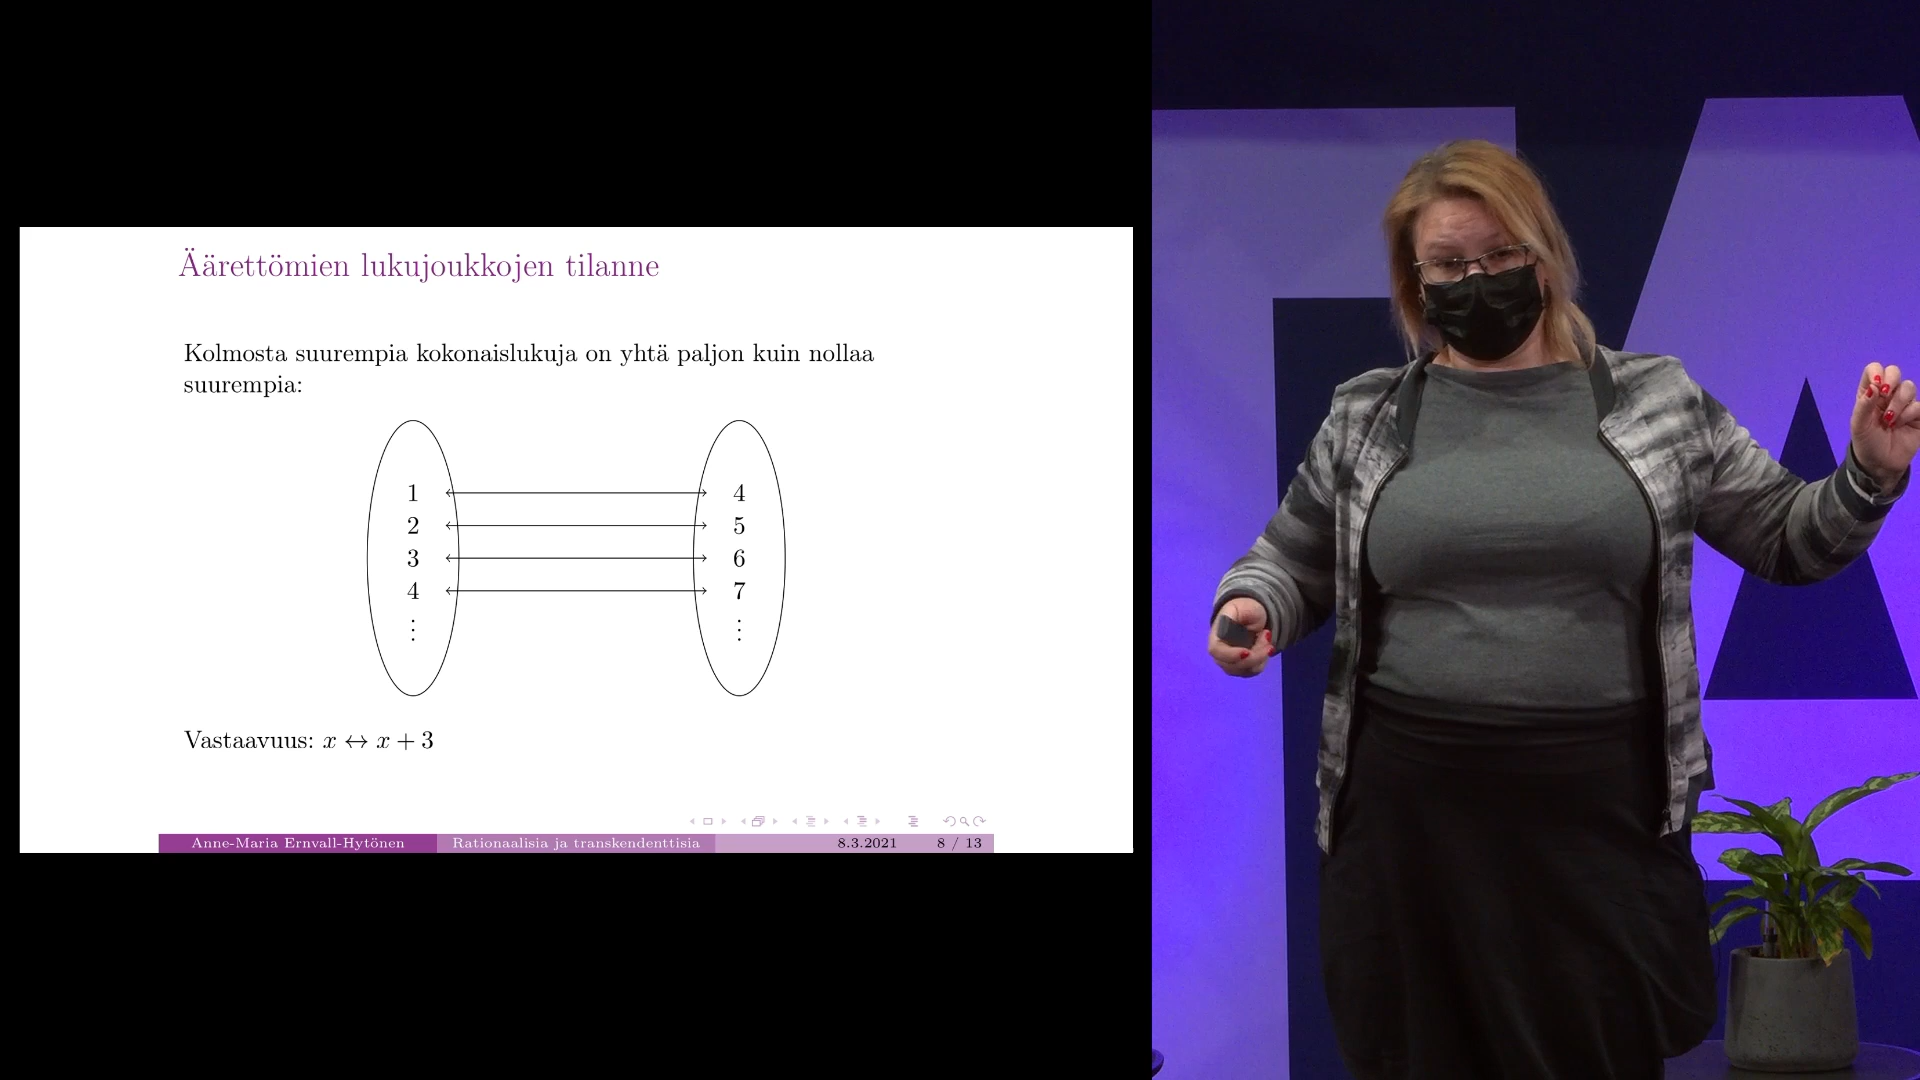 Äärettömien lukujoukkojen tilanne
Kolmosta suurempia kokonaislukuja on yhtä paljon kuin nollaa
suurempia:
1 4
2 5
3 6
4 7
⋮ ⋮
Vastaavuus: x ↔ x + 3
Anne-Maria Ernvall-Hytönen Rationaalisia ja transkendenttisia 8.3.2021 8 / 13